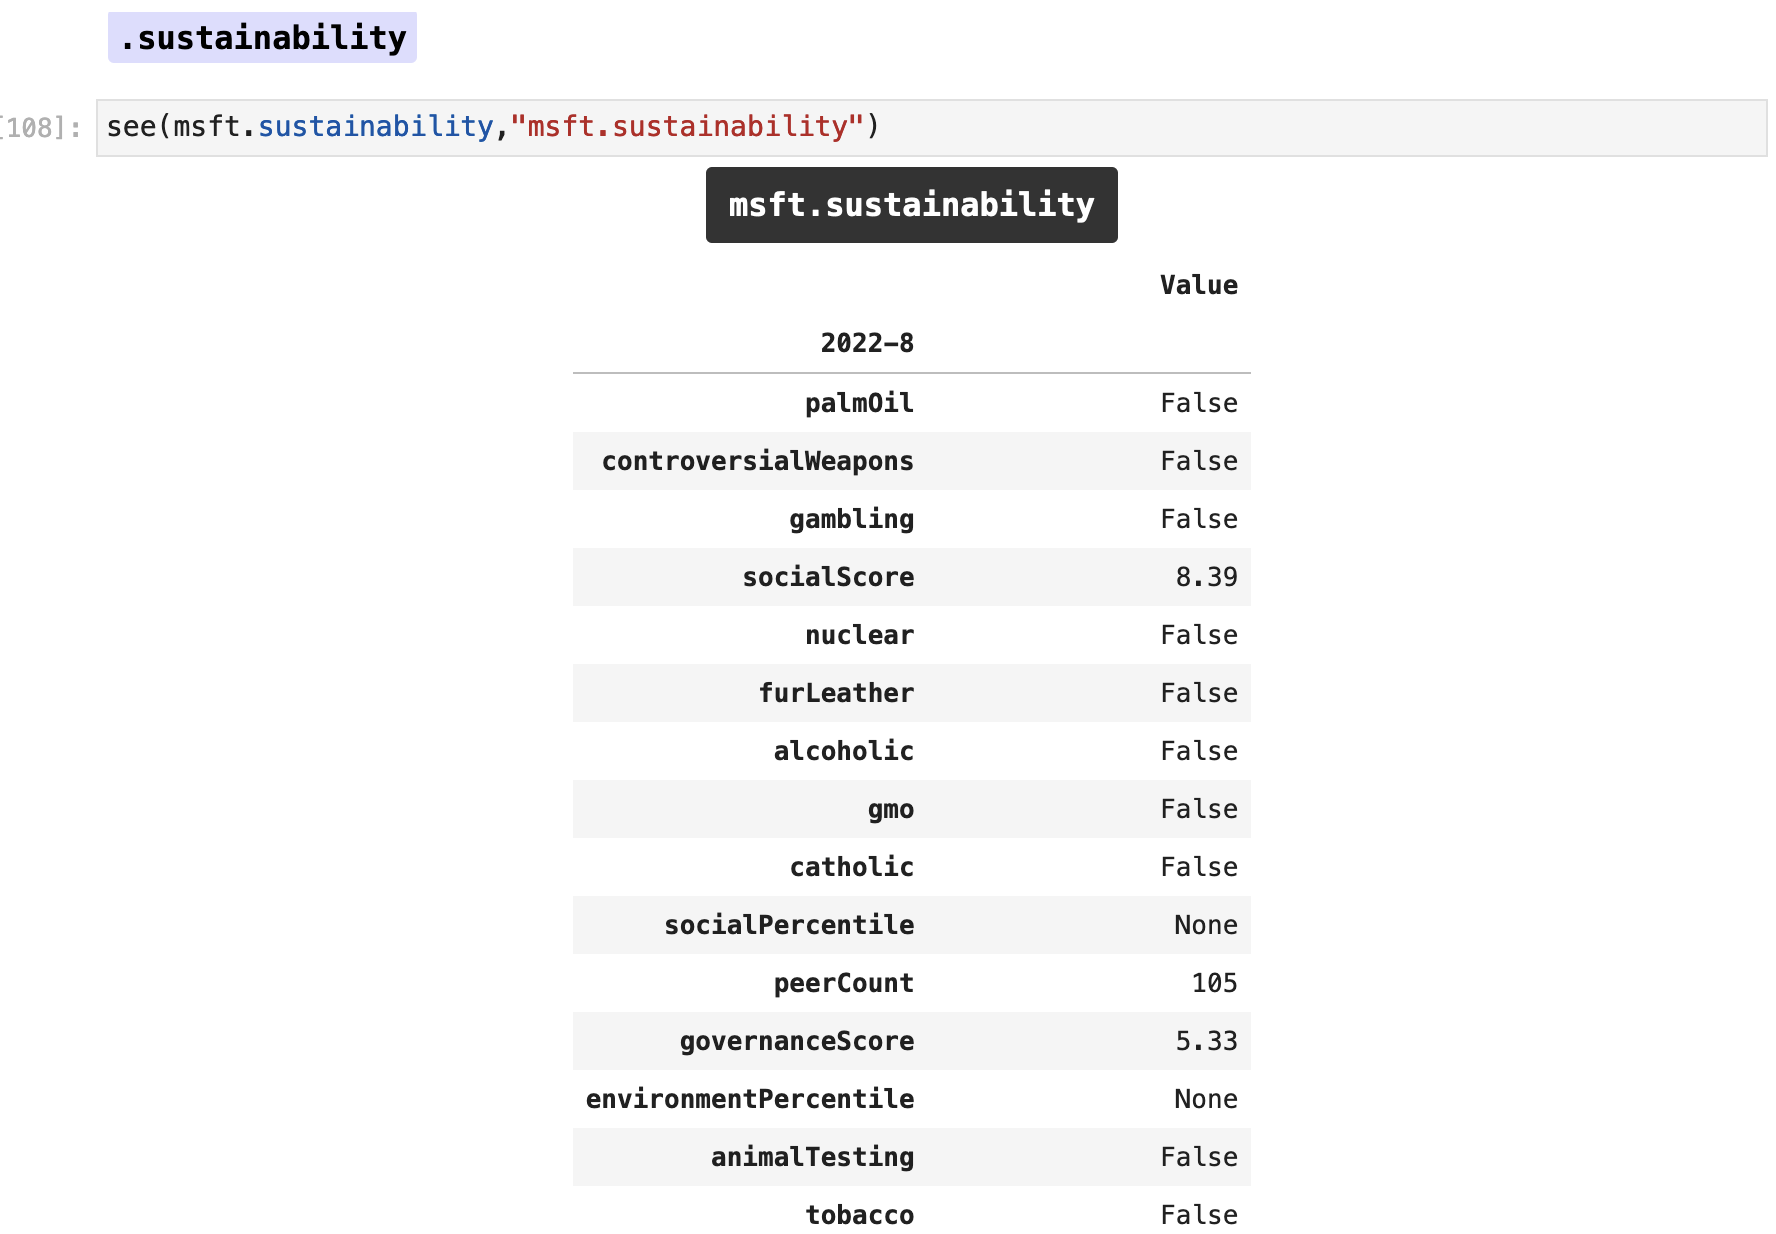 .sustainability
[108]: see(msft.sustainability,"msft.sustainability")
msft.sustainability
Value
2022-8
palmOil False
controversialWeapons False
gambling False
socialScore 8.39
nuclear False
furLeather False
alcoholic False
gmo False
catholic False
socialPercentile None
peerCount 105
governanceScore 5.33
environmentPercentile None
animalTesting False
tobacco False